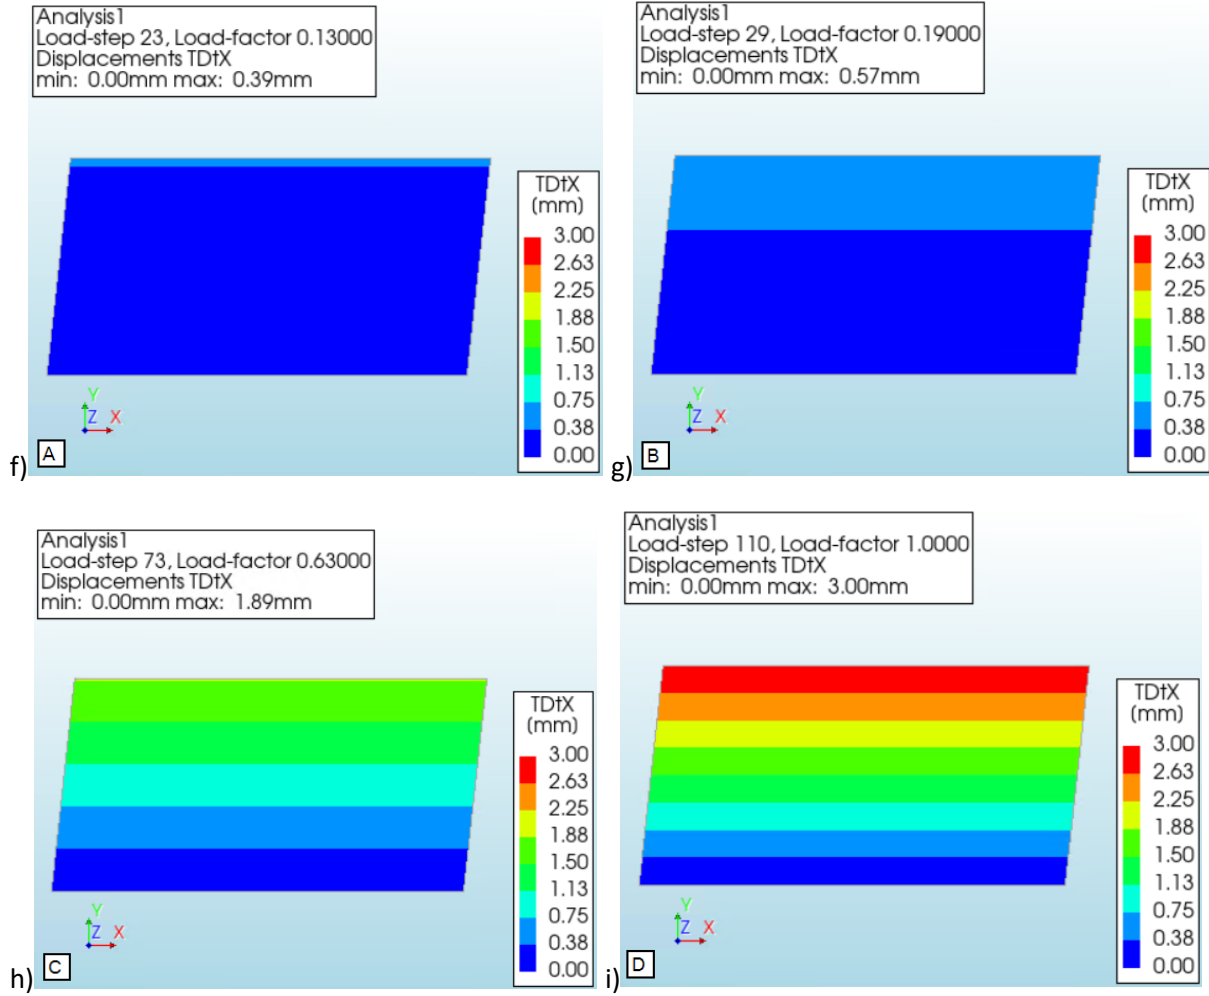 Analysis1
Load-step 23, Load-factor 0.13000
Displacements TDtX
min: 0.00mm max: 0.39mm
TDtX
(mm)
3.00
2.63
2.25
1.88
1.50
1.13
0.75
0.38
0.00
Y
Z X
A
f)
Analysis1
Load-step 29, Load-factor 0.19000
Displacements TDtX
min: 0.00mm max: 0.57mm
TDtX
(mm)
3.00
2.63
2.25
1.88
1.50
1.13
0.75
0.38
0.00
Y
Z X
B
g)
Analysis1
Load-step 73, Load-factor 0.63000
Displacements TDtX
min: 0.00mm max: 1.89mm
TDtX
(mm)
3.00
2.63
2.25
1.88
1.50
1.13
0.75
0.38
0.00
Y
Z X
C
h)
Analysis1
Load-step 110, Load-factor 1.0000
Displacements TDtX
min: 0.00mm max: 3.00mm
TDtX
(mm)
3.00
2.63
2.25
1.88
1.50
1.13
0.75
0.38
0.00
Y
Z X
D
i)